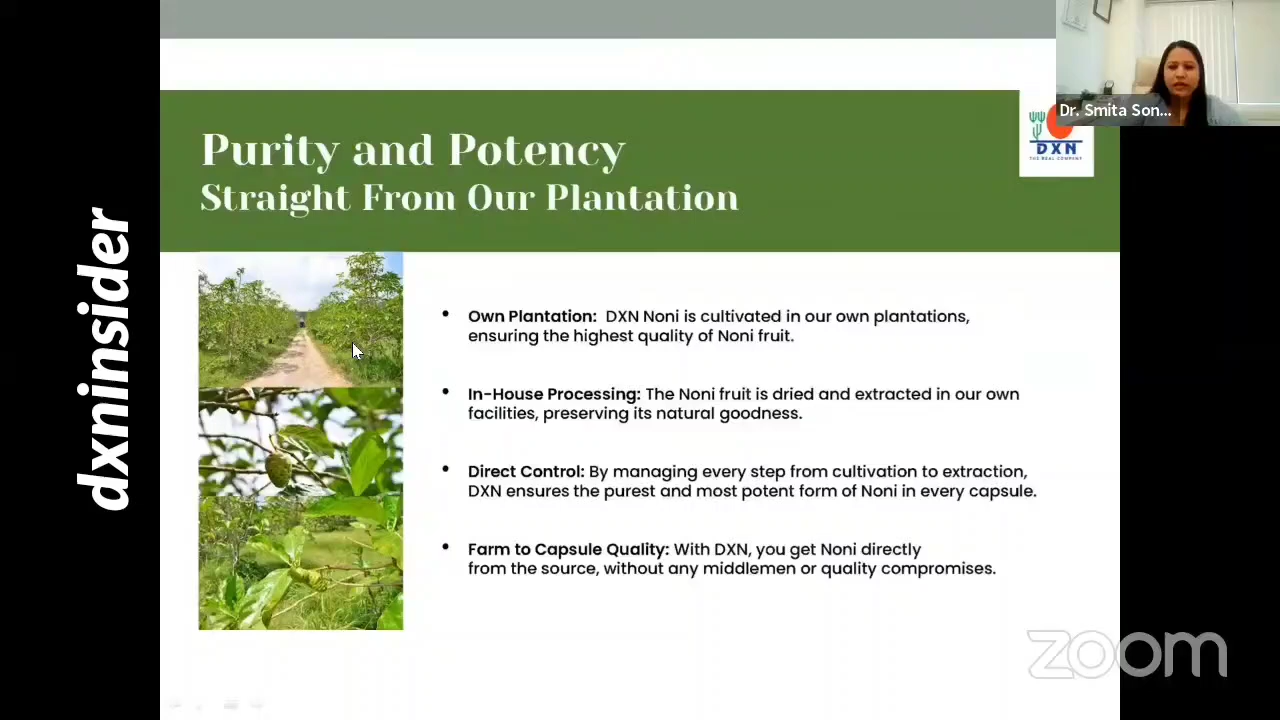 dxninsider
Purity and Potency
Straight From Our Plantation
Dr. Smita Son...
DXN
THE REAL COMPANY
• Own Plantation: DXN Noni is cultivated in our own plantations,
ensuring the highest quality of Noni fruit.
• In-House Processing: The Noni fruit is dried and extracted in our own
facilities, preserving its natural goodness.
• Direct Control: By managing every step from cultivation to extraction,
DXN ensures the purest and most potent form of Noni in every capsule.
• Farm to Capsule Quality: With DXN, you get Noni directly
from the source, without any middlemen or quality compromises.
zoom